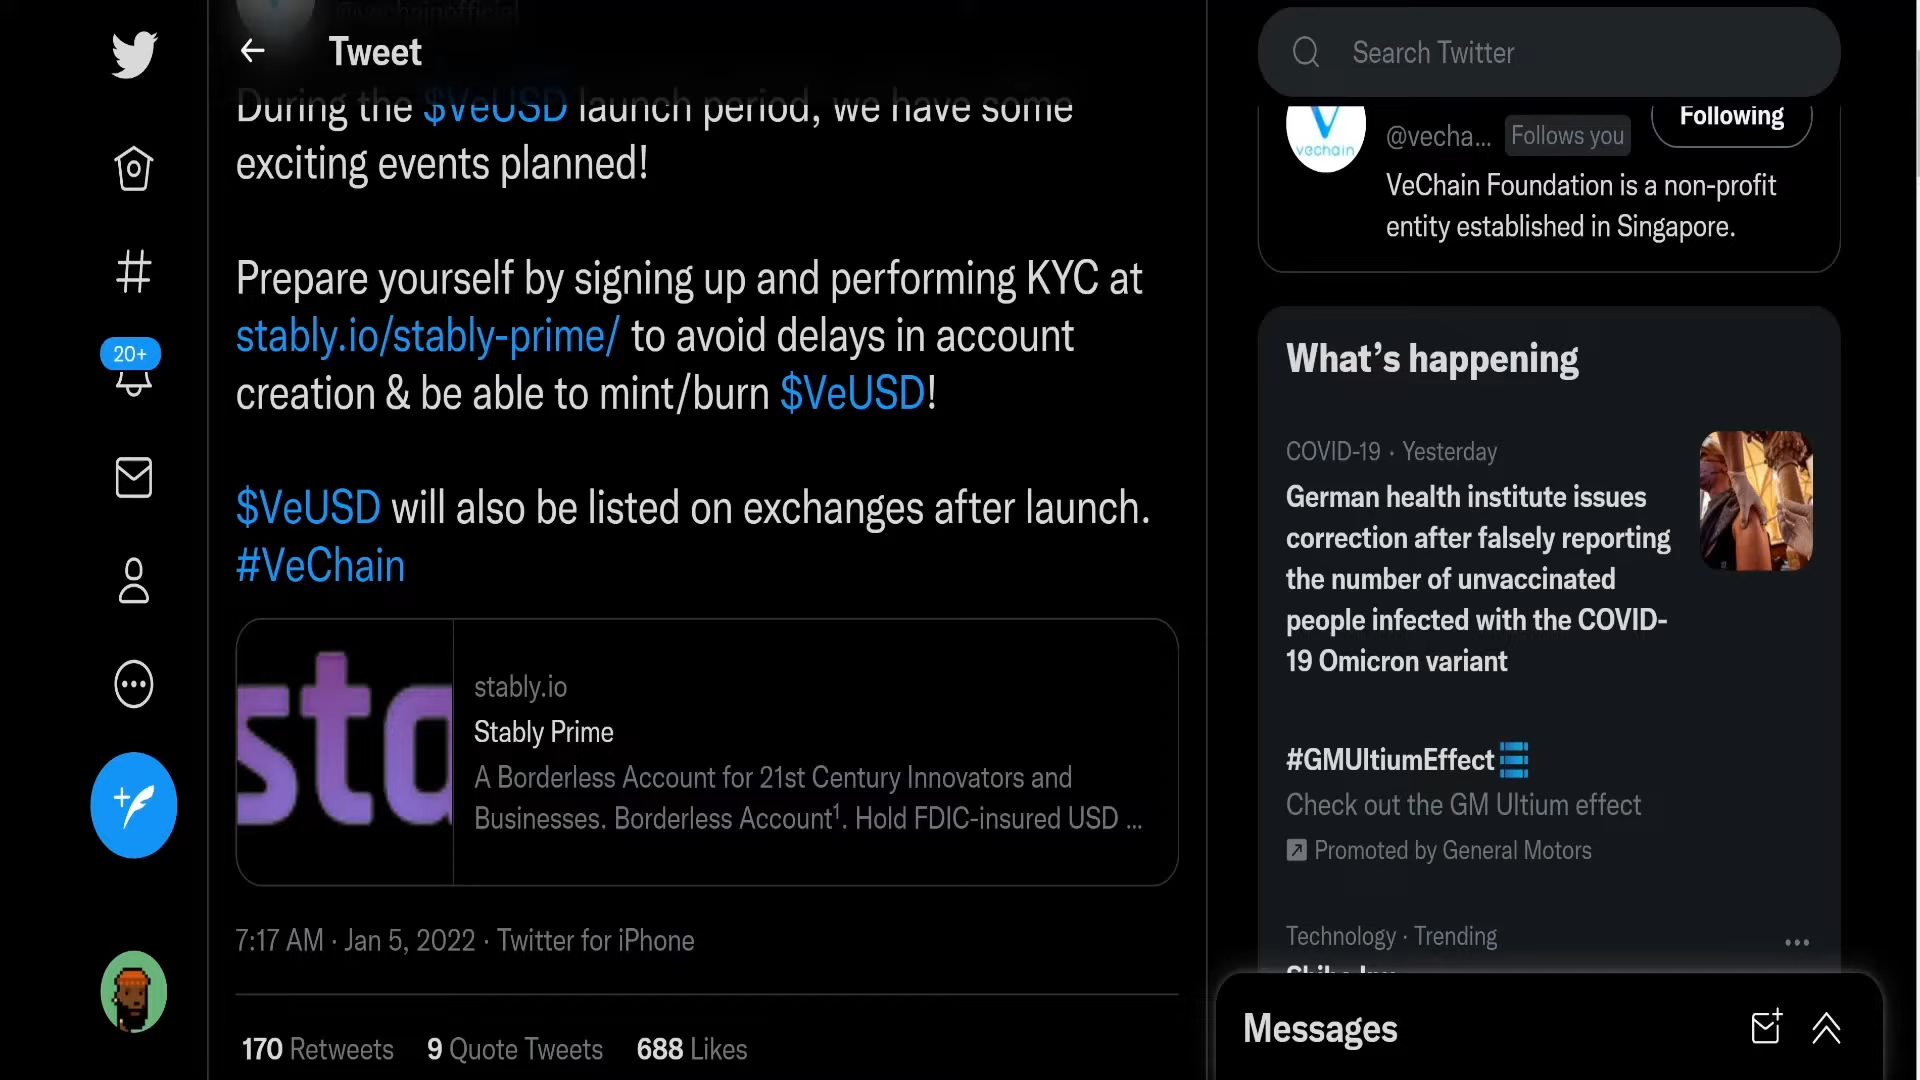 @vechainofficial
Tweet
During the $VeUSD launch period, we have some
exciting events planned!
Prepare yourself by signing up and performing KYC at
stably.io/stably-prime/ to avoid delays in account
creation & be able to mint/burn $VeUSD!
$VeUSD will also be listed on exchanges after launch.
#VeChain
sta
stably.io
Stably Prime
A Borderless Account for 21st Century Innovators and
Businesses. Borderless Account¹. Hold FDIC-insured USD ...
7:17 AM · Jan 5, 2022 · Twitter for iPhone
170 Retweets 9 Quote Tweets 688 Likes
20+
Search Twitter
vechain
@vecha... Follows you
Following
VeChain Foundation is a non-profit
entity established in Singapore.
What's happening
COVID-19 · Yesterday
German health institute issues
correction after falsely reporting
the number of unvaccinated
people infected with the COVID-
19 Omicron variant
#GMUltiumEffect
Check out the GM Ultium effect
Promoted by General Motors
Technology · Trending
Messages